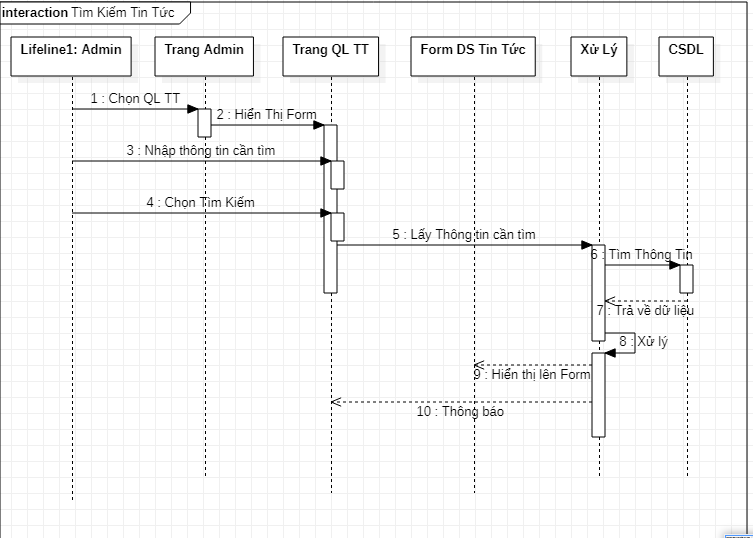 interaction Tìm Kiếm Tin Tức
Lifeline1: Admin
Trang Admin
Trang QL TT
Form DS Tin Tức
Xử Lý
CSDL
1 : Chọn QL TT
2 : Hiển Thị Form
3 : Nhập thông tin cần tìm
4 : Chọn Tìm Kiếm
5 : Lấy Thông tin cần tìm
6 : Tìm Thông Tin
7 : Trả về dữ liệu
8 : Xử lý
9 : Hiển thị lên Form
10 : Thông báo